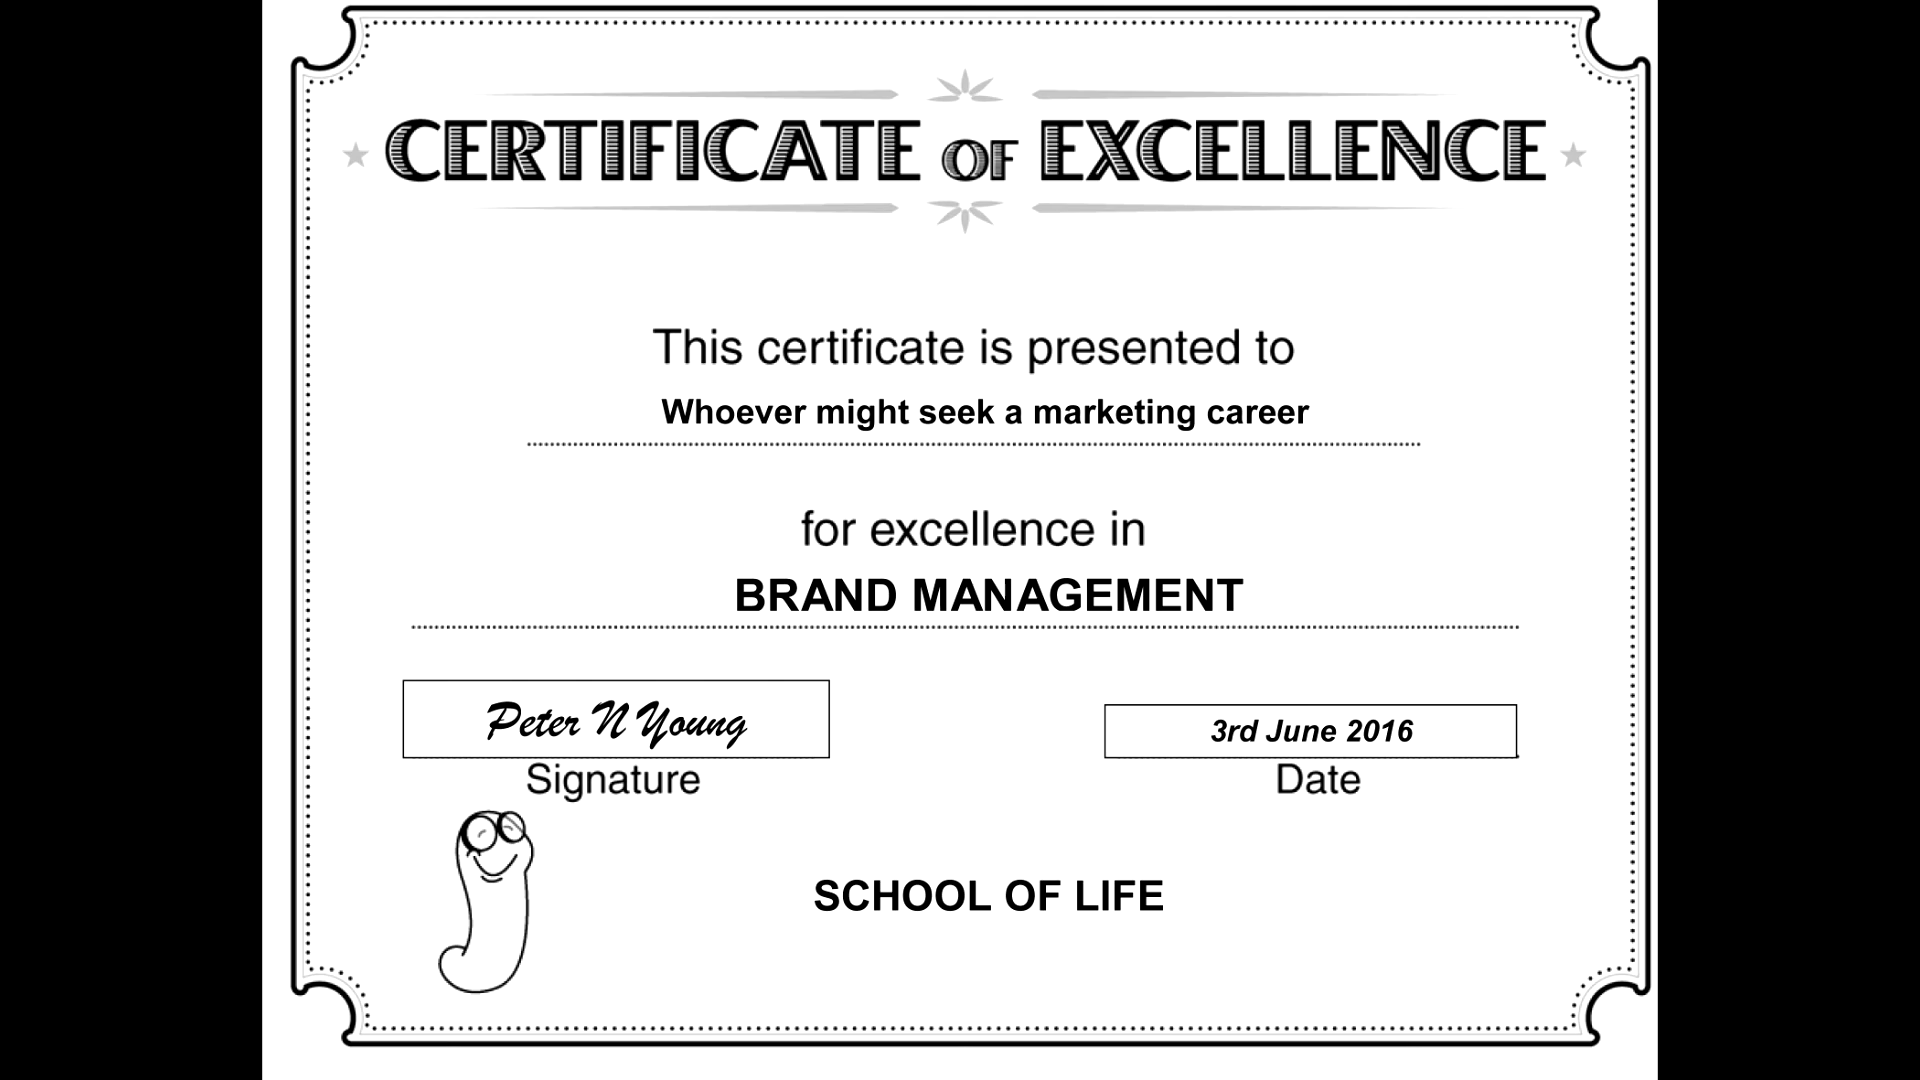 CERTIFICATE OF EXCELLENCE
This certificate is presented to
Whoever might seek a marketing career
for excellence in
BRAND MANAGEMENT
Peter N Young
Signature
3rd June 2016
Date
SCHOOL OF LIFE